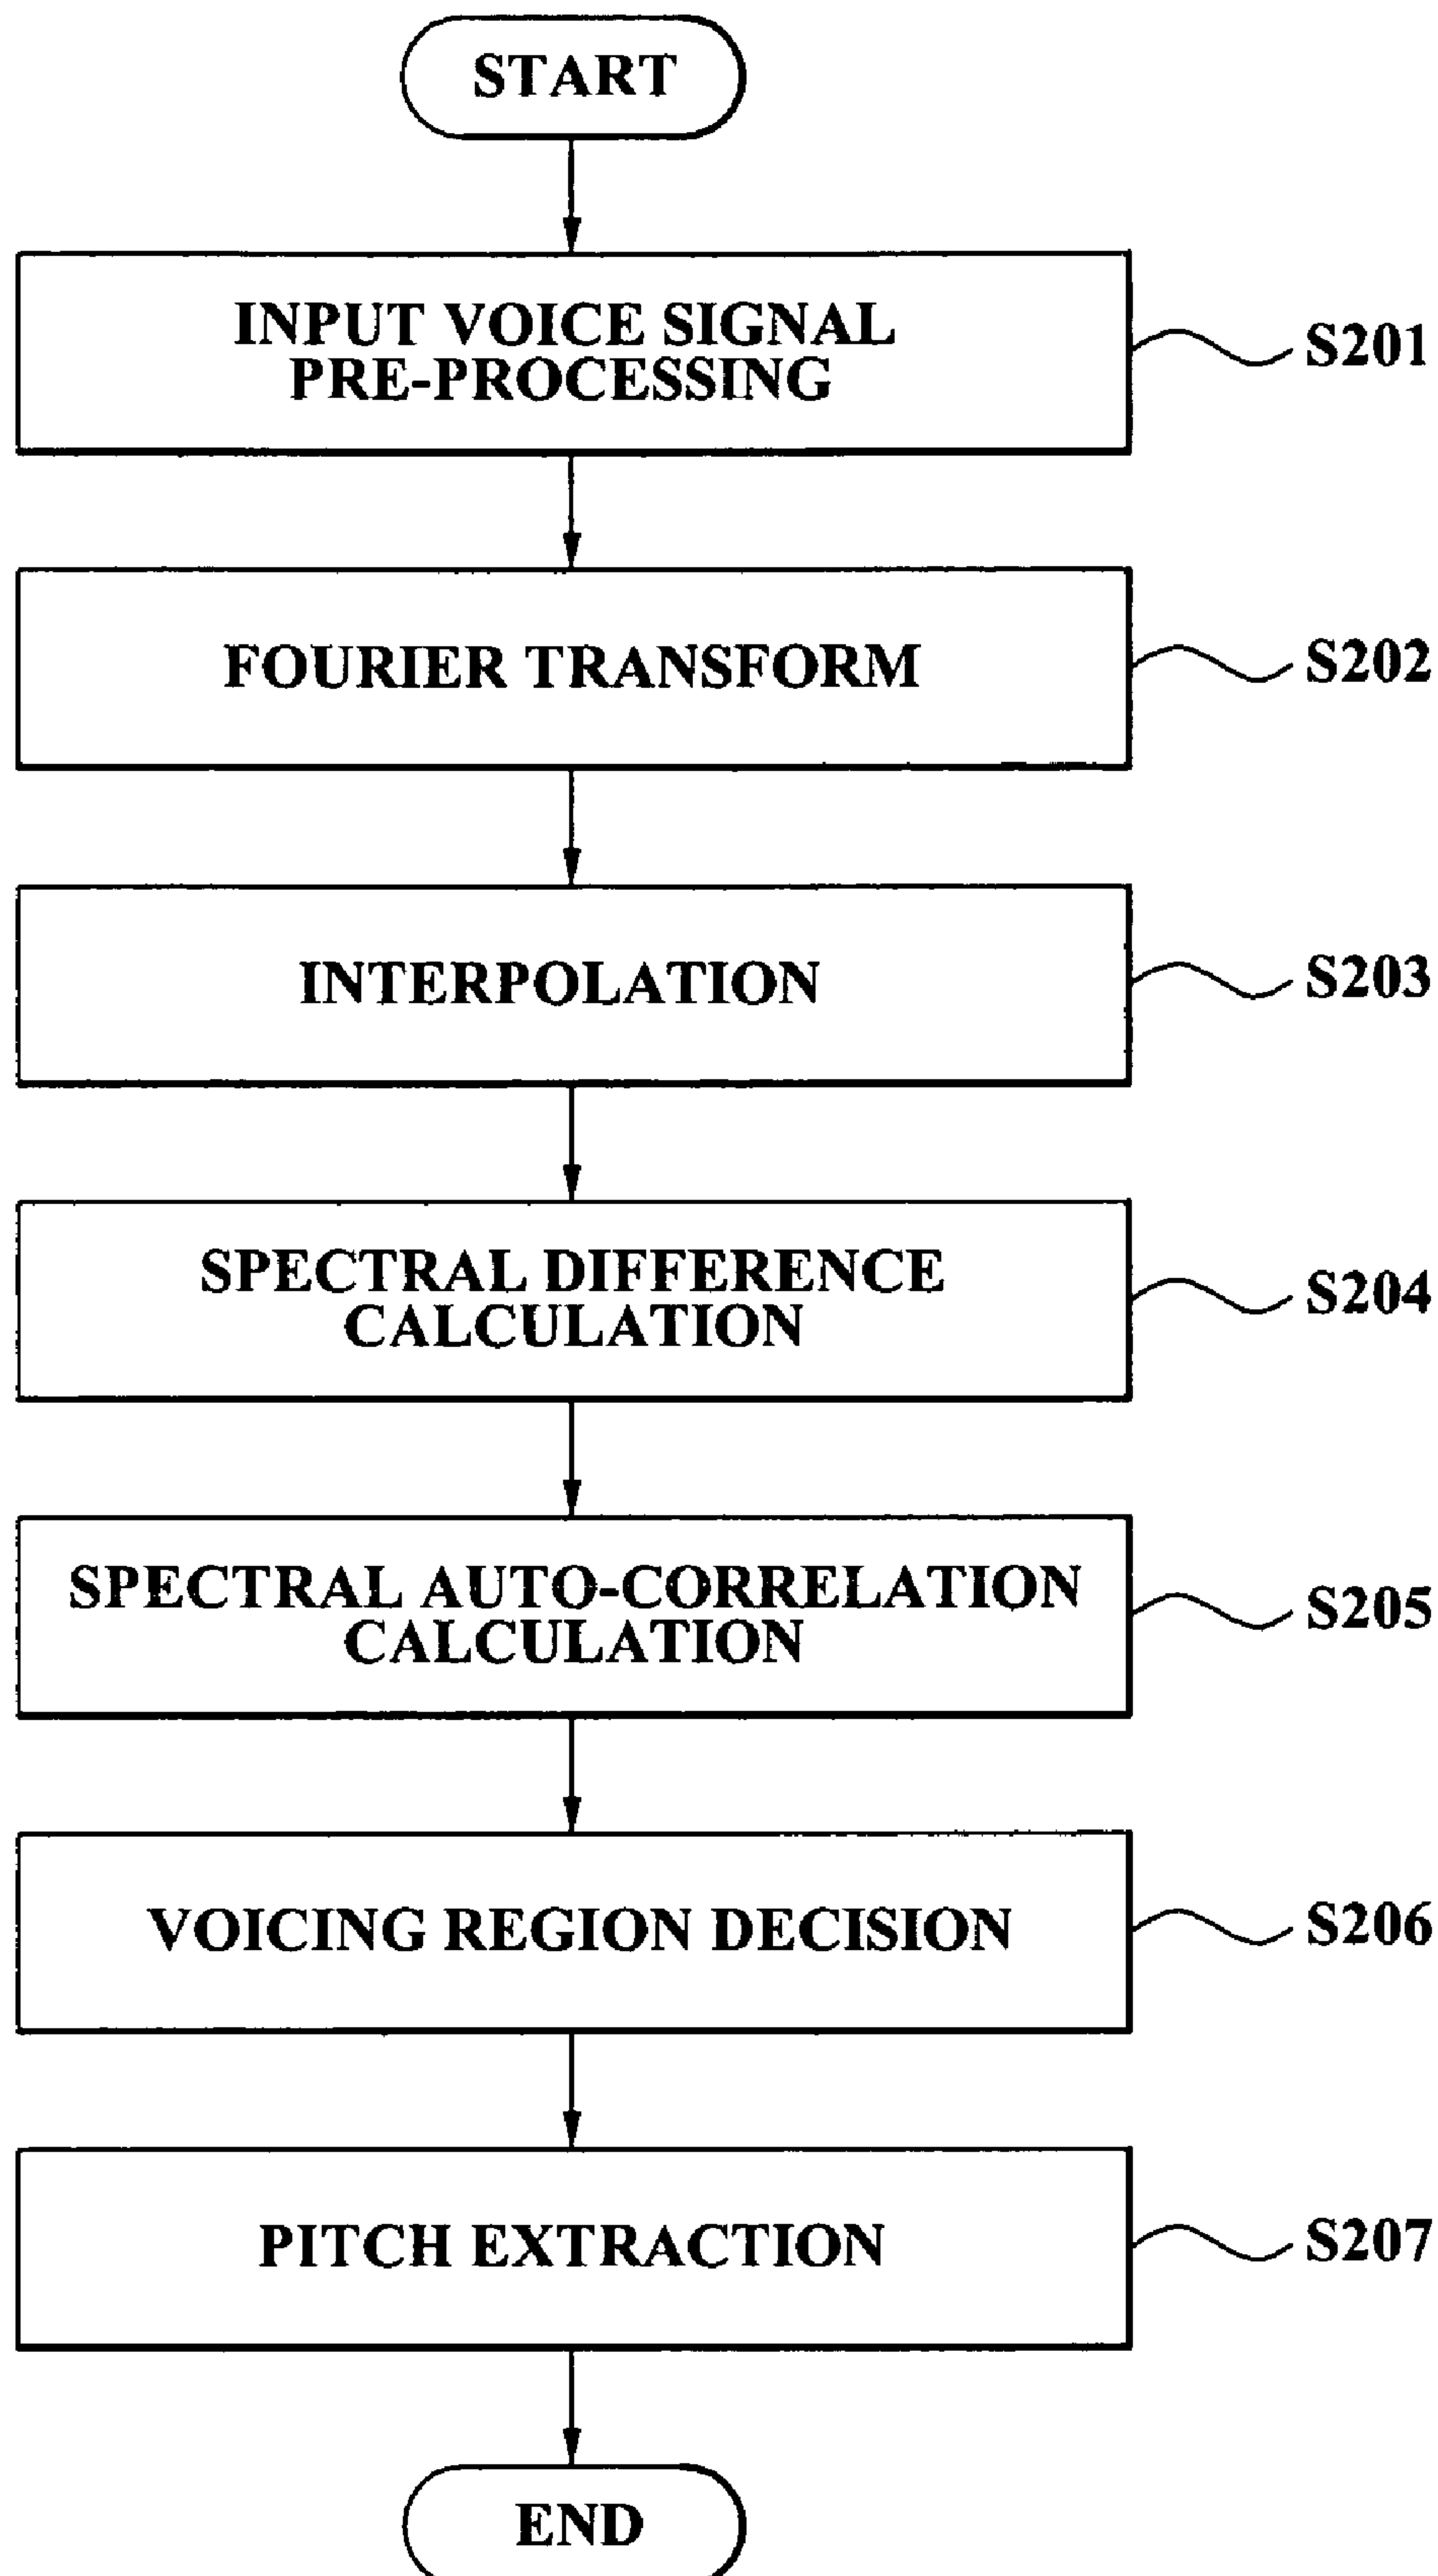 START
INPUT VOICE SIGNAL
PRE-PROCESSING
S201
FOURIER TRANSFORM
S202
INTERPOLATION
S203
SPECTRAL DIFFERENCE
CALCULATION
S204
SPECTRAL AUTO-CORRELATION
CALCULATION
S205
VOICING REGION DECISION
S206
PITCH EXTRACTION
S207
END